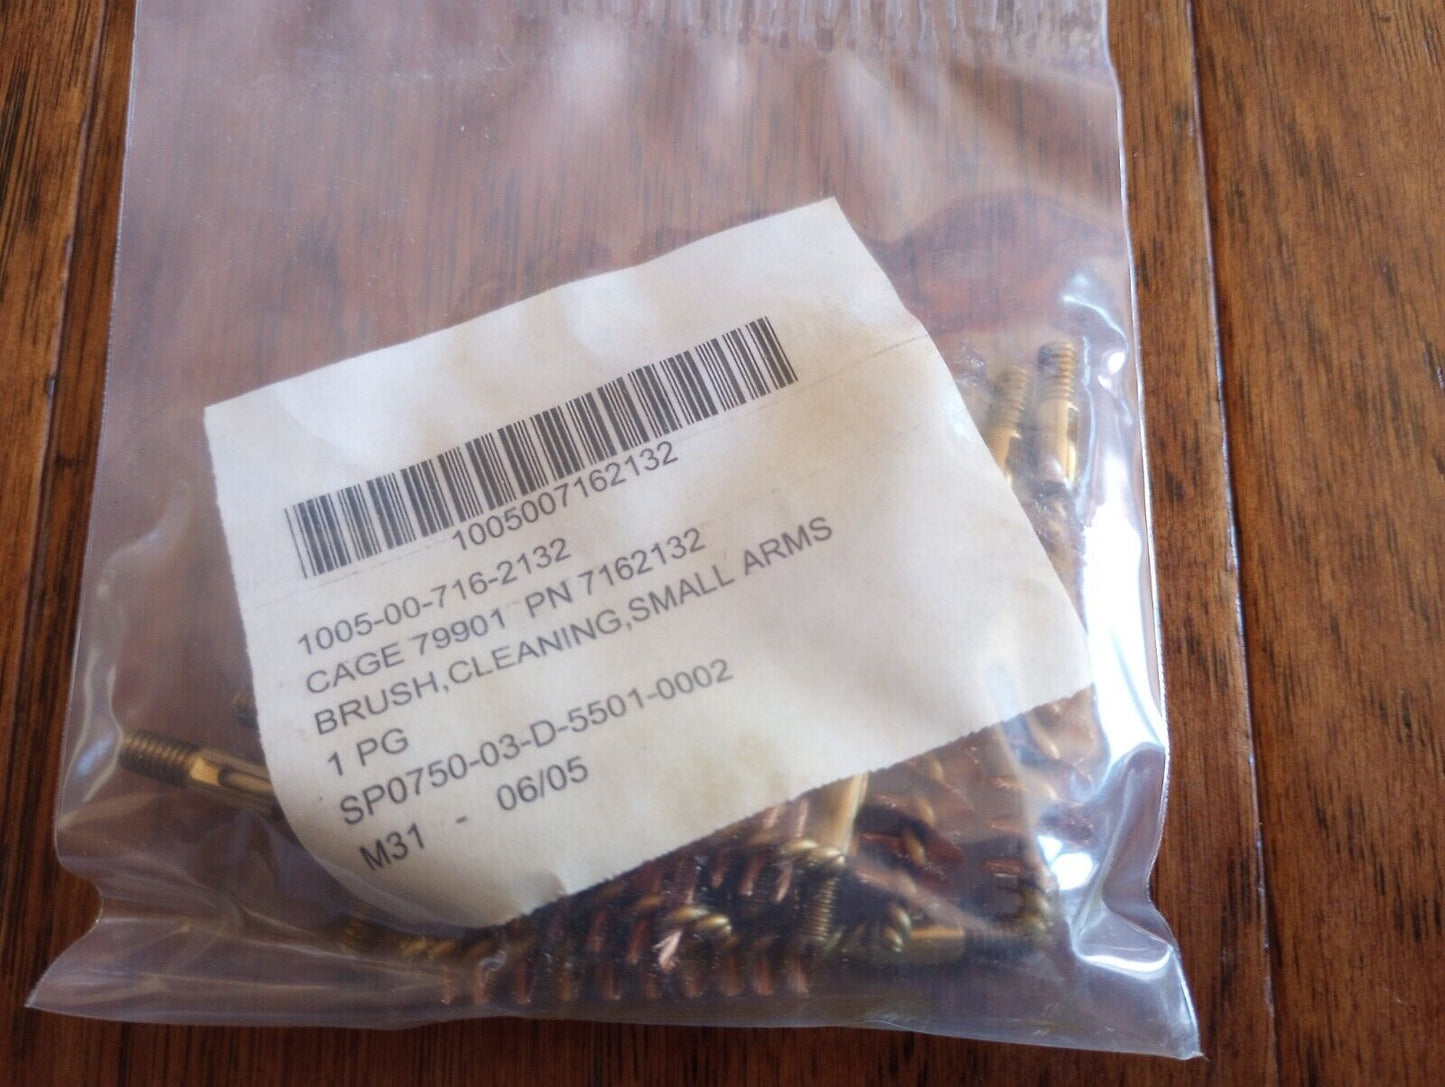 1005007162132
1005-00-716-2132
CAGE 79901 PN 7162132
BRUSH,CLEANING,SMALL ARMS
1 PG
SP0750-03-D-5501-0002
M31 - 06/05